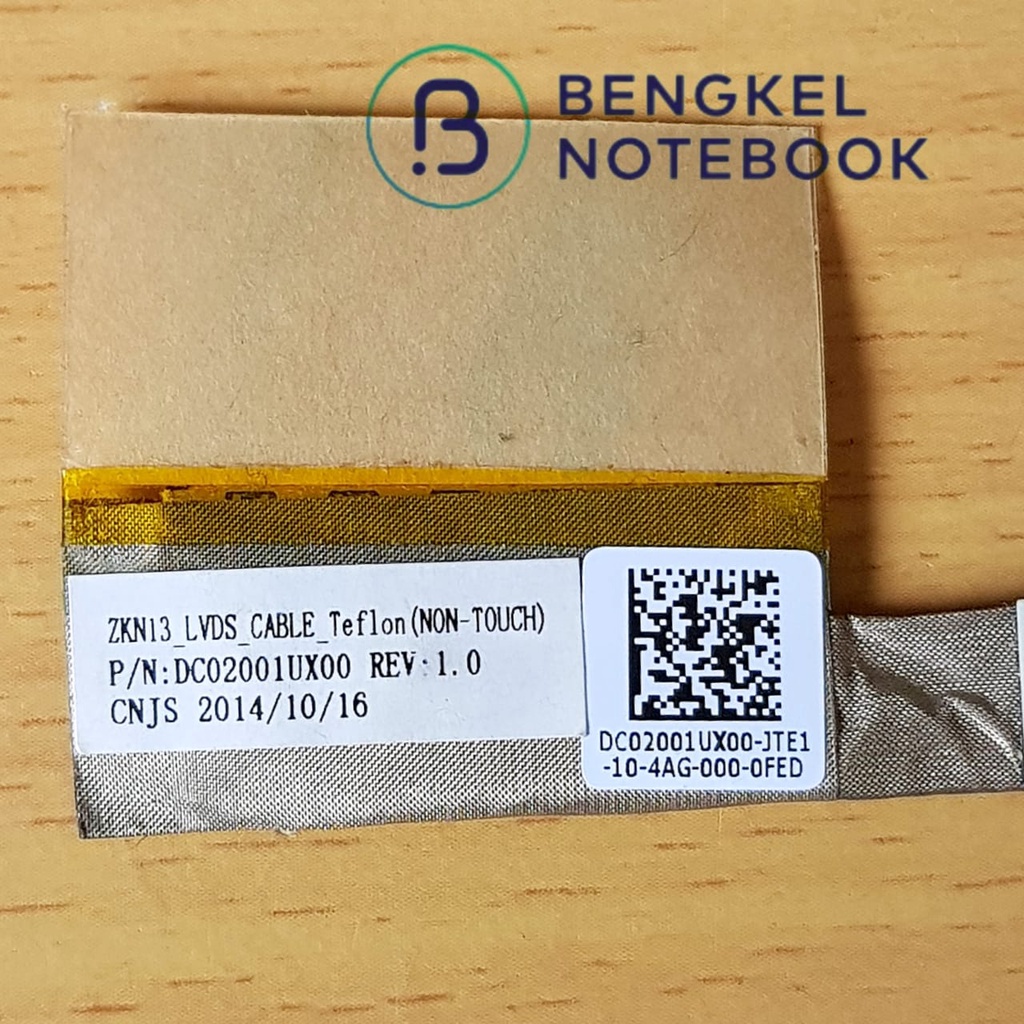 BENGKEL
NOTEBOOK
ZKN13_LVDS_CABLE_Teflon(NON-TOUCH)
P/N:DC02001UX00 REV:1.0
CNJS 2014/10/16
DC02001UX00-JTE1
-10-4AG-000-0FED